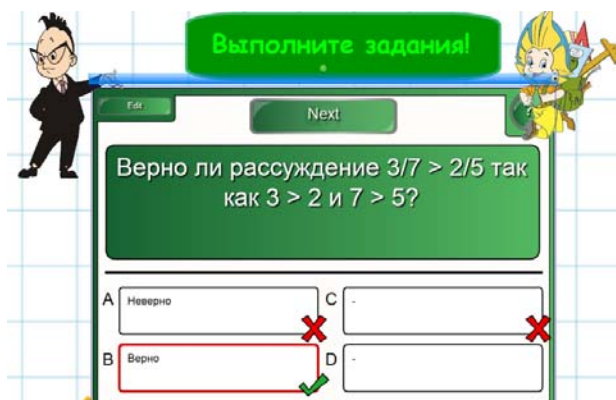 Выполните задания!
Edit
Next
Верно ли рассуждение 3/7 > 2/5 так
как 3 > 2 и 7 > 5?
A Неверно
C -
B Верно
D -